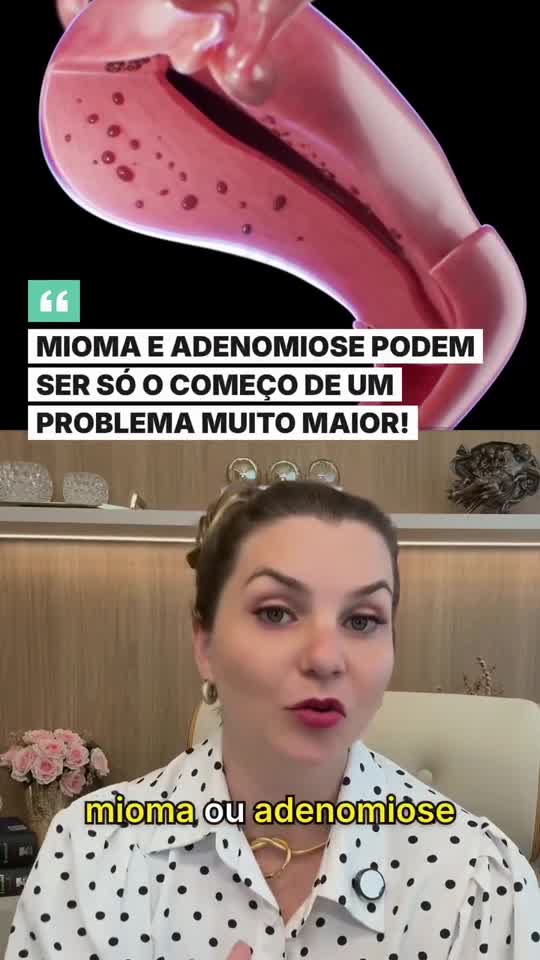 MIOMA E ADENOMIOSE PODEM
SER SÓ O COMEÇO DE UM
PROBLEMA MUITO MAIOR!
mioma ou adenomiose